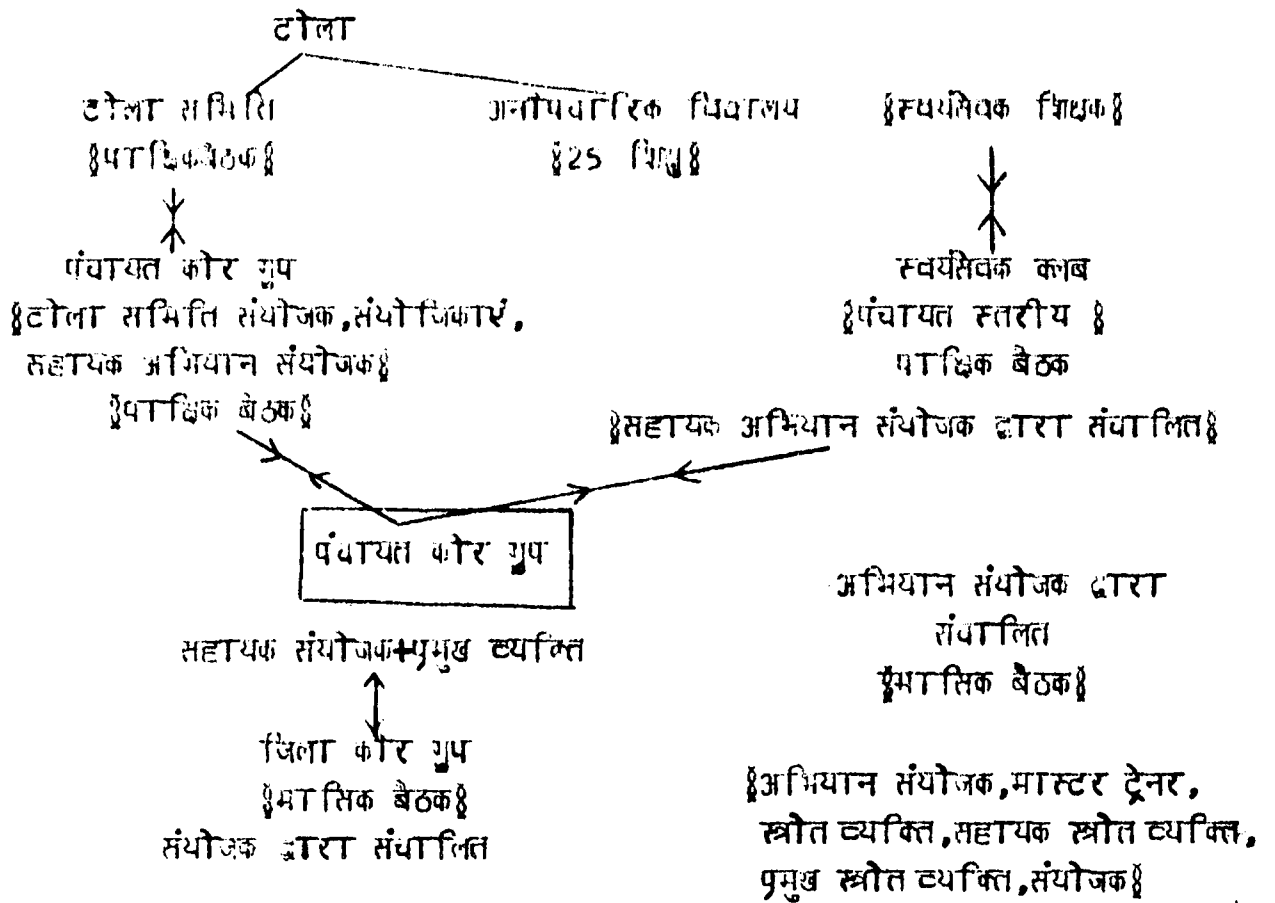 टोला
टोला समिति
अनौपचारिक विद्यालय
§स्वयंसेवक शिक्षक§
§पाक्षिक बैठक§
§25 शिशु§
पंचायत कोर ग्रुप
§टोला समिति संयोजक,संयोजिकाएं,
सहायक अभियान संयोजक§
§पाक्षिक बैठक§
स्वयंसेवक क्लब
§पंचायत स्तरीय §
पाक्षिक बैठक
§सहायक अभियान संयोजक द्वारा संचालित§
पंचायत कोर ग्रुप
सहायक संयोजक+प्रमुख व्यक्ति
अभियान संयोजक द्वारा
संचालित
§मासिक बैठक§
जिला कोर ग्रुप
§मासिक बैठक§
संयोजक द्वारा संचालित
§अभियान संयोजक,मास्टर ट्रेनर,
स्त्रोत व्यक्ति,सहायक स्त्रोत व्यक्ति,
प्रमुख स्त्रोत व्यक्ति,संयोजक§